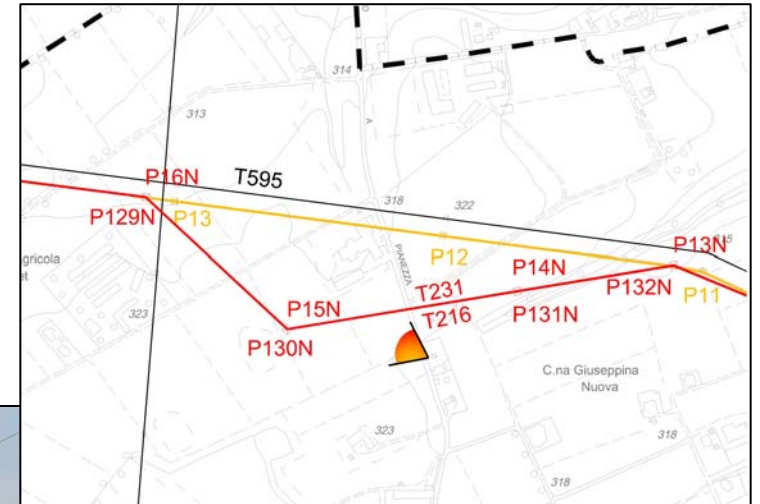 314
313
P16N
T595
P129N
P13
318
322
P13N
P12
PIANEZZA
P14N
P132N
P11
T231
T216
P131N
P15N
P130N
323
C.na Giuseppina
Nuova
323
318
318